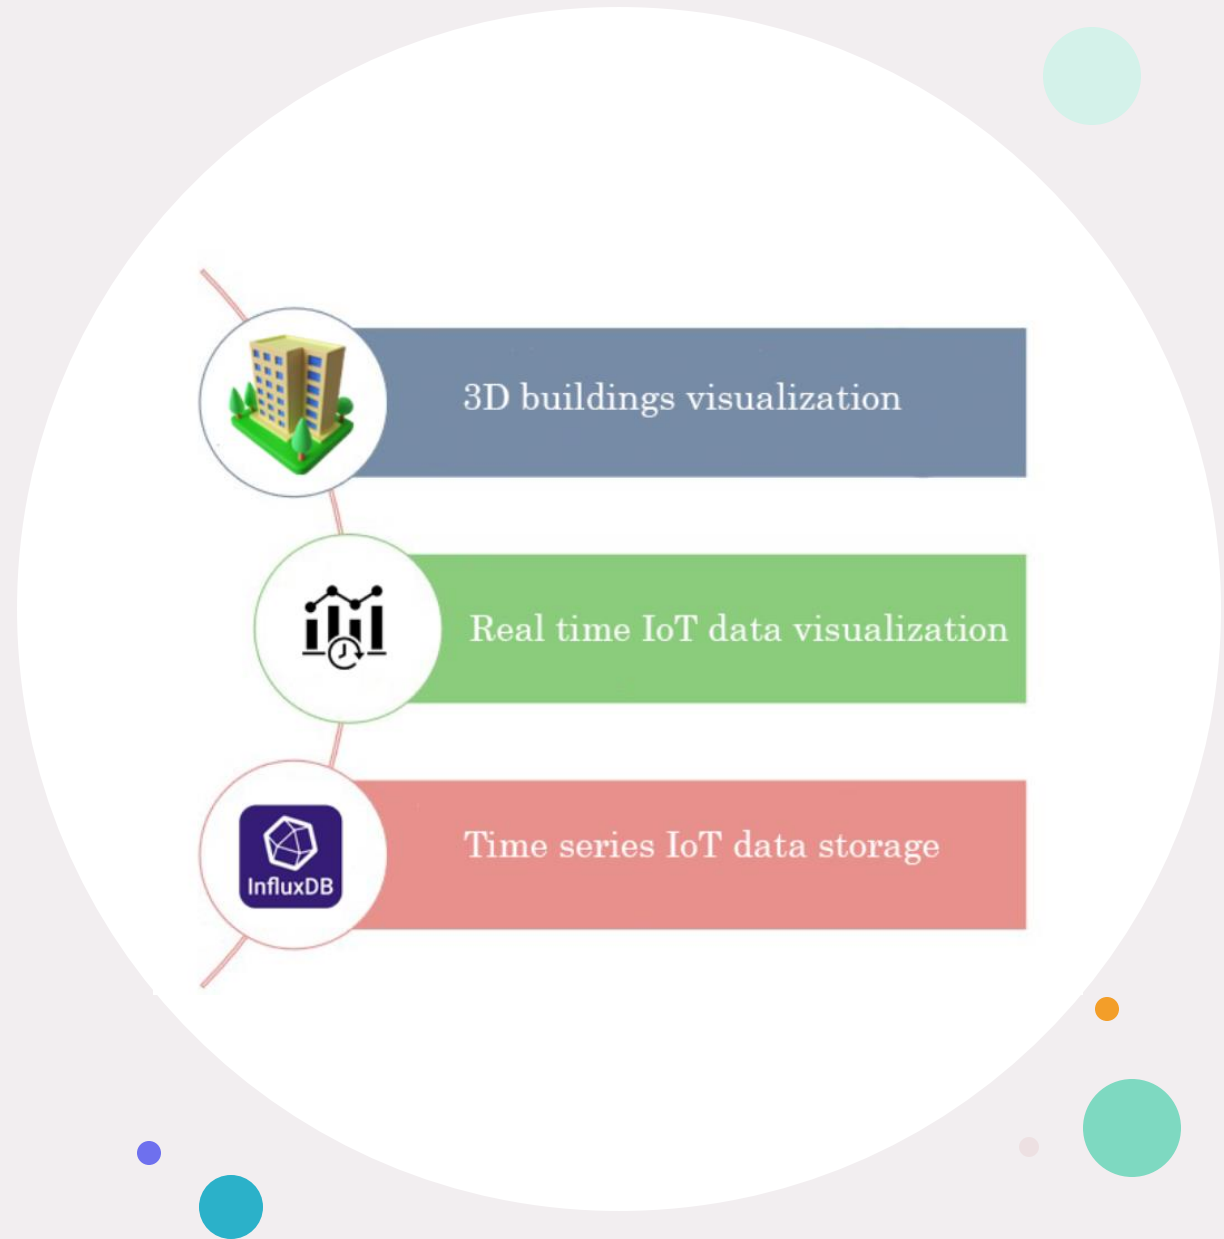 3D buildings visualization
Real time IoT data visualization
Time series IoT data storage
InfluxDB